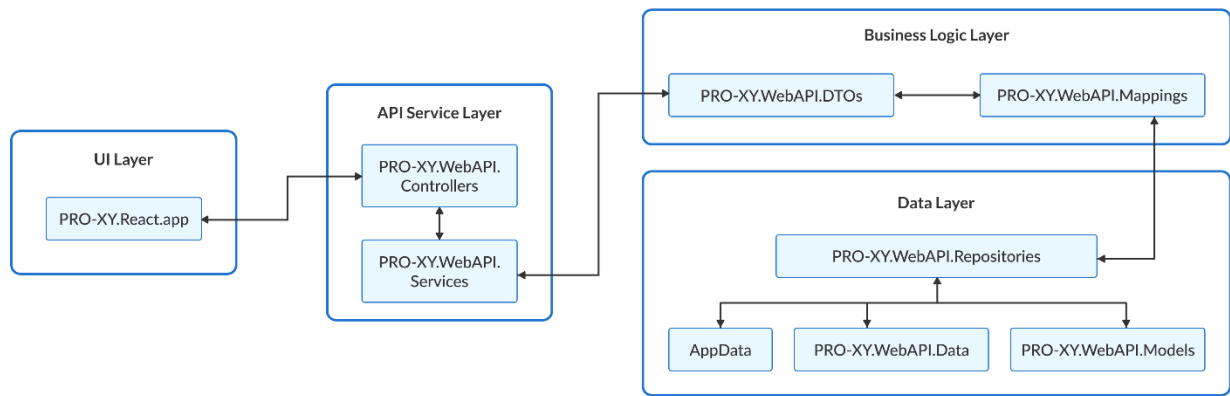 UI Layer
PRO-XY.React.app
API Service Layer
PRO-XY.WebAPI.
Controllers
PRO-XY.WebAPI.
Services
Business Logic Layer
PRO-XY.WebAPI.DTOs
PRO-XY.WebAPI.Mappings
Data Layer
PRO-XY.WebAPI.Repositories
AppData
PRO-XY.WebAPI.Data
PRO-XY.WebAPI.Models